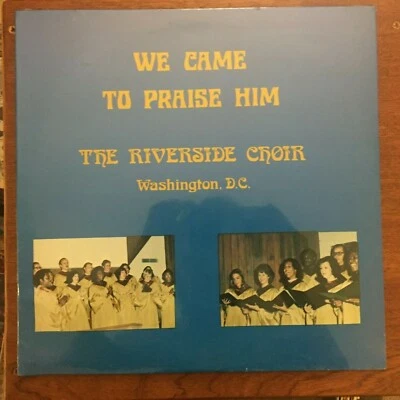 WE CAME
TO PRAISE HIM
THE RIVERSIDE CHOIR
Washington, D.C.